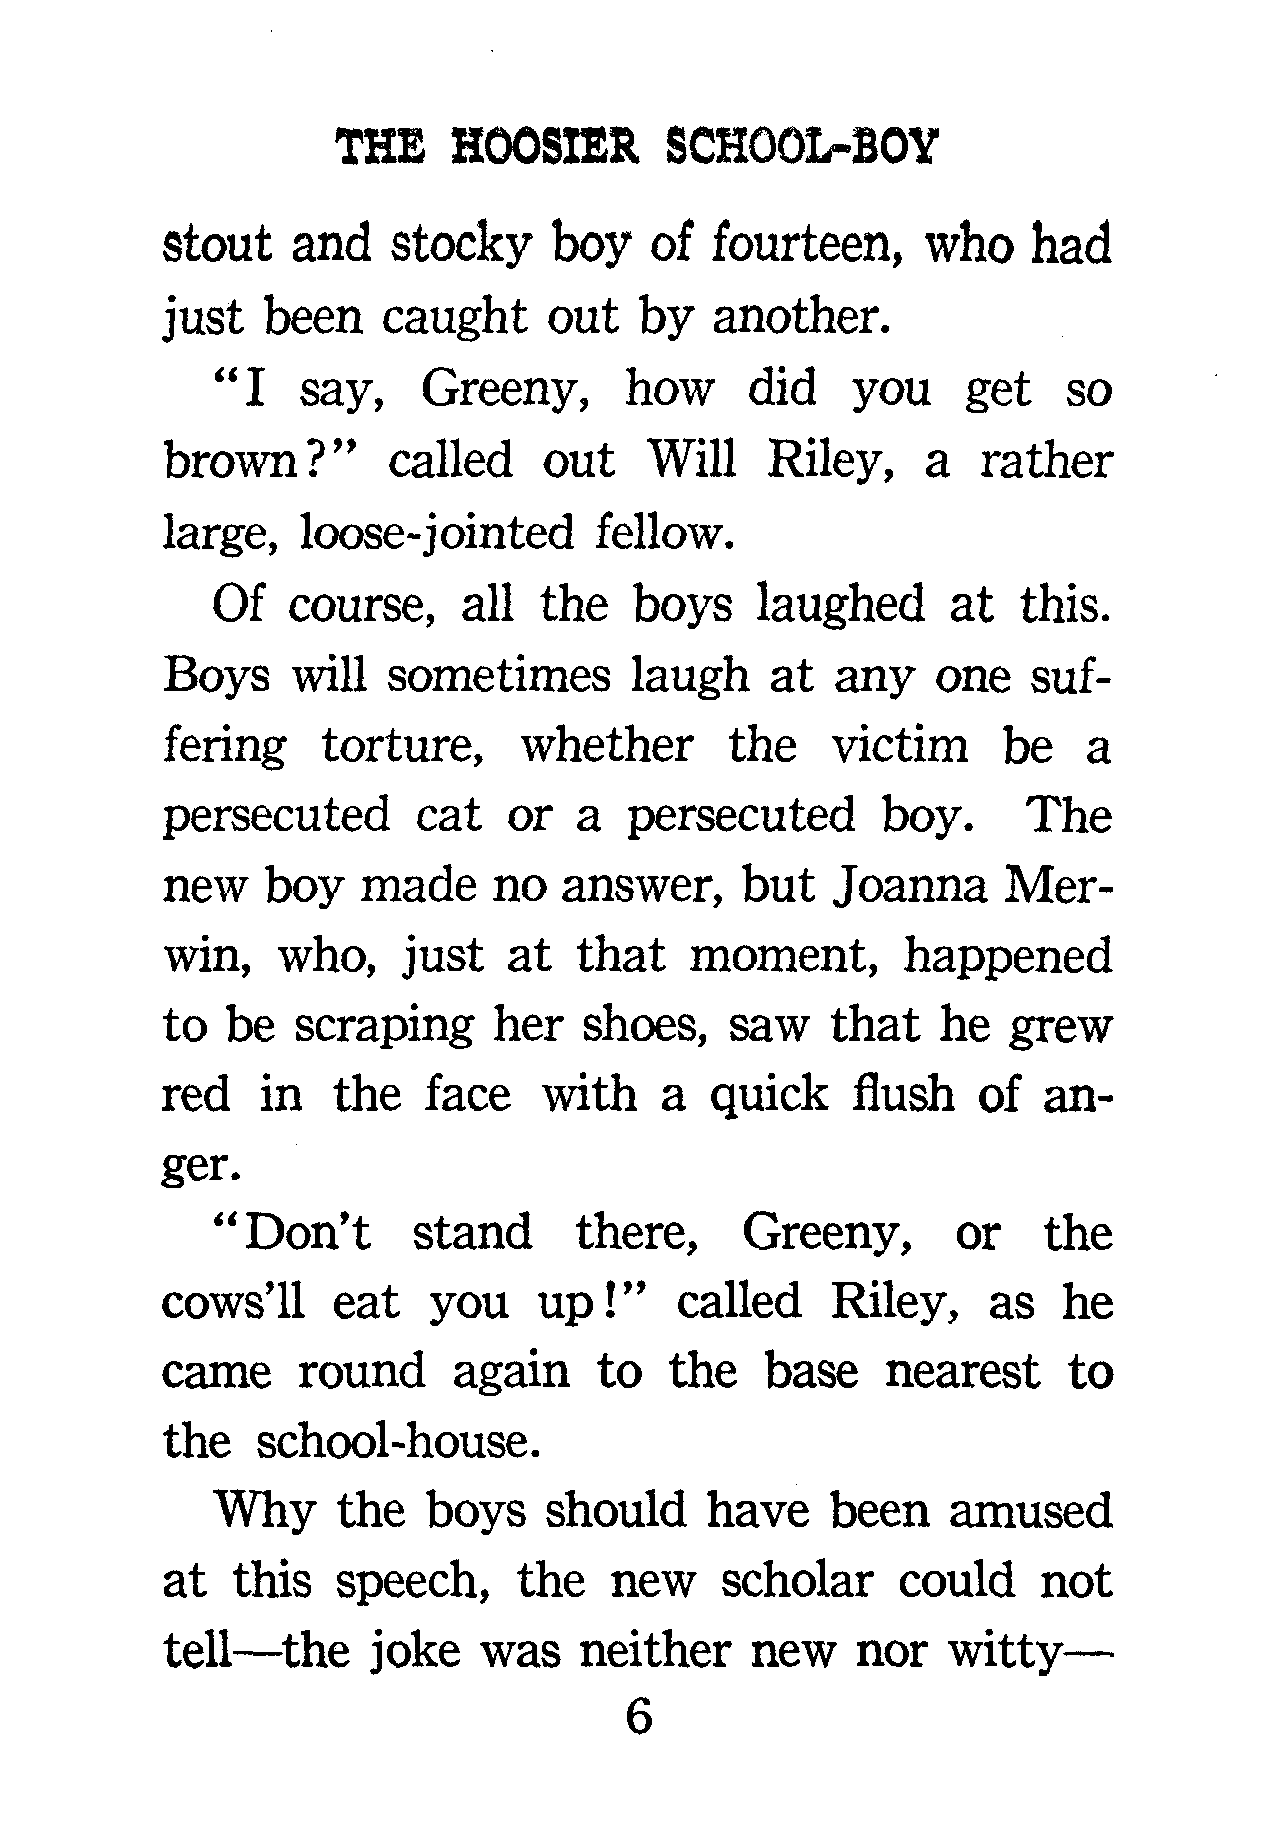 THE HOOSIER SCHOOL-BOY
stout and stocky boy of fourteen, who had
just been caught out by another.
“I say, Greeny, how did you get so
brown?” called out Will Riley, a rather
large, loose-jointed fellow.
Of course, all the boys laughed at this.
Boys will sometimes laugh at any one suf-
fering torture, whether the victim be a
persecuted cat or a persecuted boy. The
new boy made no answer, but Joanna Mer-
win, who, just at that moment, happened
to be scraping her shoes, saw that he grew
red in the face with a quick flush of an-
ger.
“Don’t stand there, Greeny, or the
cows’ll eat you up!” called Riley, as he
came round again to the base nearest to
the school-house.
Why the boys should have been amused
at this speech, the new scholar could not
tell—the joke was neither new nor witty—
6